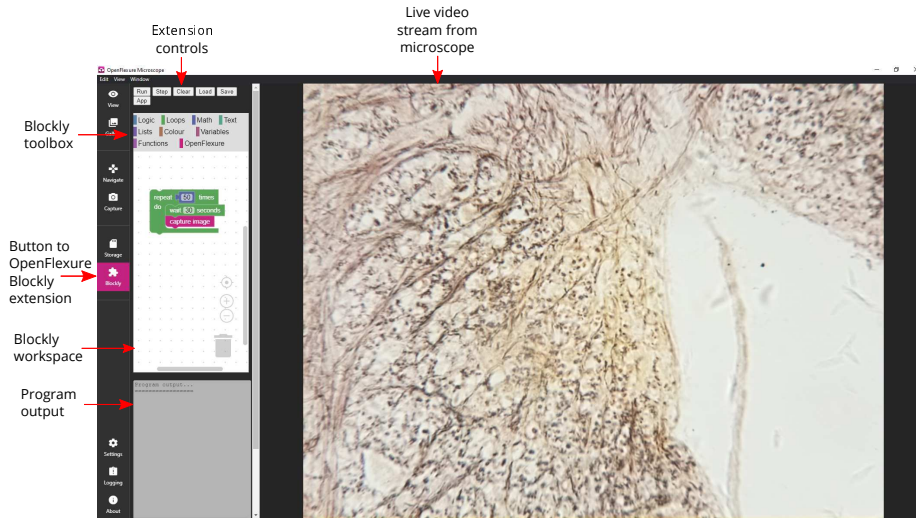 Live video
stream from
microscope
Extension
controls
OpenFlexure Microscope
Edit View Window
Run Step Clear Load Save
App
View
Blockly
toolbox
Logic Loops Math Text
Lists Colour Variables
Functions OpenFlexure
Navigate
Capture
repeat 50 times
do
wait 30 seconds
capture image
Button to
OpenFlexure
Blockly
extension
Storage
Blockly
Blockly
workspace
Program
output
Program output...
==================
Settings
Logging
About